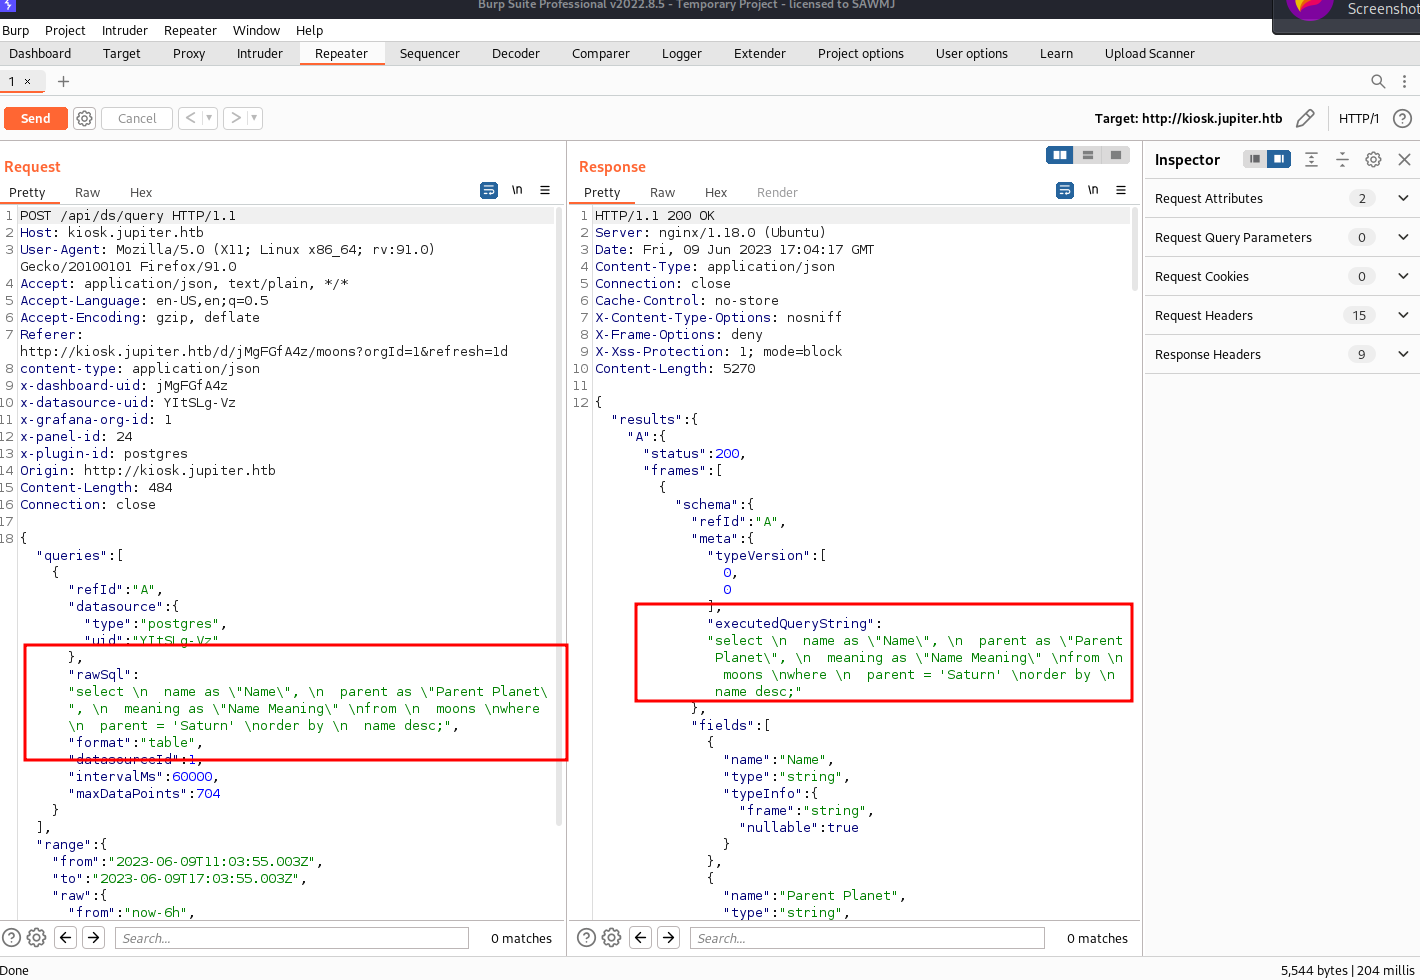 Burp Suite Professional v2022.8.5 - Temporary Project - licensed to SAWMJ
Screenshot
Burp Project Intruder Repeater Window Help
Dashboard Target Proxy Intruder Repeater Sequencer Decoder Comparer Logger Extender Project options User options Learn Upload Scanner
1 × +
Send Cancel < > Target: http://kiosk.jupiter.htb HTTP/1 ?
Request
Pretty Raw Hex \n
1 POST /api/ds/query HTTP/1.1
2 Host: kiosk.jupiter.htb
3 User-Agent: Mozilla/5.0 (X11; Linux x86_64; rv:91.0)
Gecko/20100101 Firefox/91.0
4 Accept: application/json, text/plain, */*
5 Accept-Language: en-US,en;q=0.5
6 Accept-Encoding: gzip, deflate
7 Referer:
http://kiosk.jupiter.htb/d/jMgFGfA4z/moons?orgId=1&refresh=1d
8 content-type: application/json
9 x-dashboard-uid: jMgFGfA4z
10 x-datasource-uid: YItSLg-Vz
11 x-grafana-org-id: 1
12 x-panel-id: 24
13 x-plugin-id: postgres
14 Origin: http://kiosk.jupiter.htb
15 Content-Length: 484
16 Connection: close
17
18 {
"queries":[
{
"refId":"A",
"datasource":{
"type":"postgres",
"uid":"YItSLg-Vz"
},
"rawSql":
"select \n  name as \"Name\", \n  parent as \"Parent Planet\
", \n  meaning as \"Name Meaning\" \nfrom \n  moons \nwhere
\n  parent = 'Saturn' \norder by \n  name desc;",
"format":"table",
"datasourceId":1,
"intervalMs":60000,
"maxDataPoints":704
}
],
"range":{
"from":"2023-06-09T11:03:55.003Z",
"to":"2023-06-09T17:03:55.003Z",
"raw":{
"from":"now-6h",
? Search... 0 matches
Response
Pretty Raw Hex Render \n
1 HTTP/1.1 200 OK
2 Server: nginx/1.18.0 (Ubuntu)
3 Date: Fri, 09 Jun 2023 17:04:17 GMT
4 Content-Type: application/json
5 Connection: close
6 Cache-Control: no-store
7 X-Content-Type-Options: nosniff
8 X-Frame-Options: deny
9 X-Xss-Protection: 1; mode=block
10 Content-Length: 5270
11
12 {
"results":{
"A":{
"status":200,
"frames":[
{
"schema":{
"refId":"A",
"meta":{
"typeVersion":[
0,
0
],
"executedQueryString":
"select \n  name as \"Name\", \n  parent as \"Parent
Planet\", \n  meaning as \"Name Meaning\" \nfrom \n
moons \nwhere \n  parent = 'Saturn' \norder by \n
name desc;"
},
"fields":[
{
"name":"Name",
"type":"string",
"typeInfo":{
"frame":"string",
"nullable":true
}
},
{
"name":"Parent Planet",
"type":"string",
? Search... 0 matches
Inspector
Request Attributes 2
Request Query Parameters 0
Request Cookies 0
Request Headers 15
Response Headers 9
Done 5,544 bytes | 204 millis